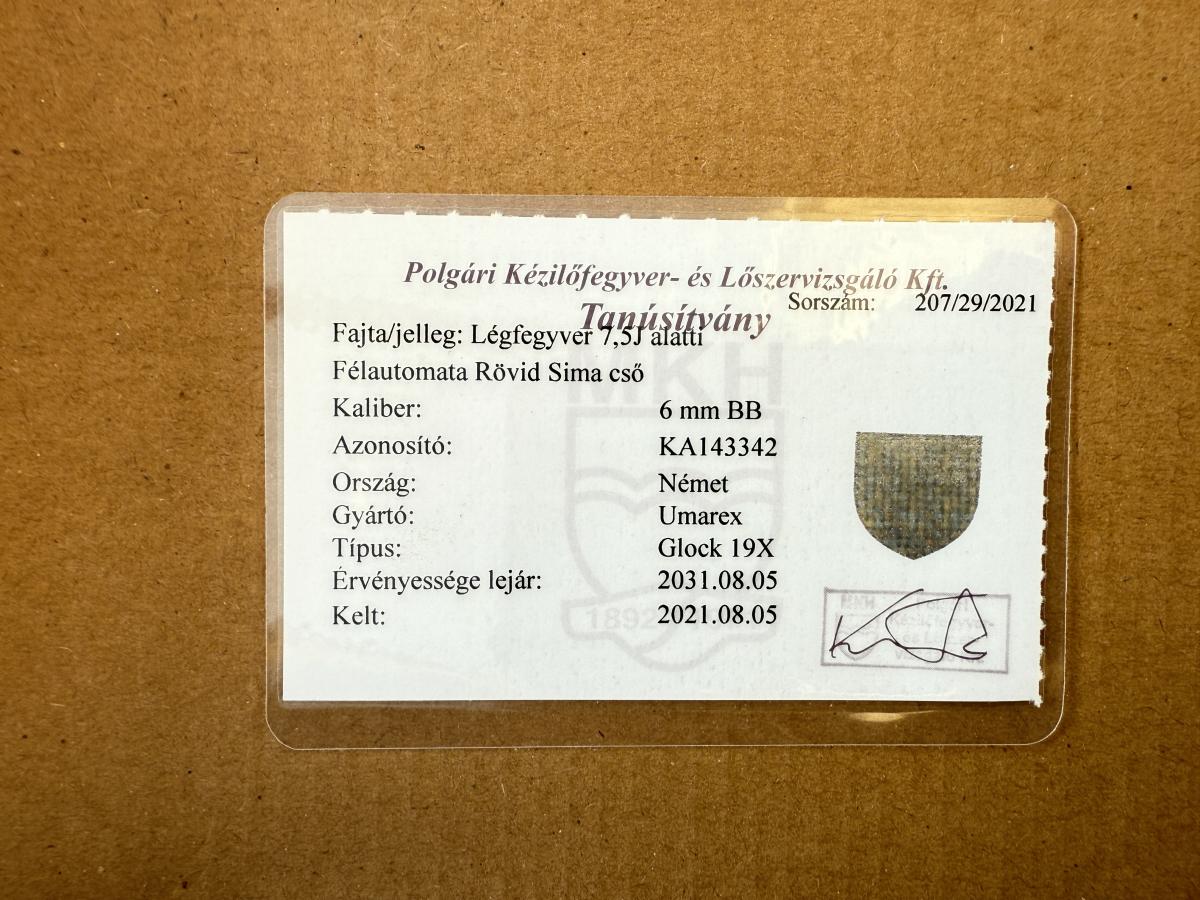 Polgári Kézilőfegyver- és Lőszervizsgáló Kft.
Sorszám: 207/29/2021
Tanúsítvány
Fajta/jelleg: Légfegyver 7,5J alatti
Félautomata Rövid Sima cső
Kaliber: 6 mm BB
Azonosító: KA143342
Ország: Német
Gyártó: Umarex
Típus: Glock 19X
Érvényessége lejár: 2031.08.05
Kelt: 2021.08.05
MKH
1892